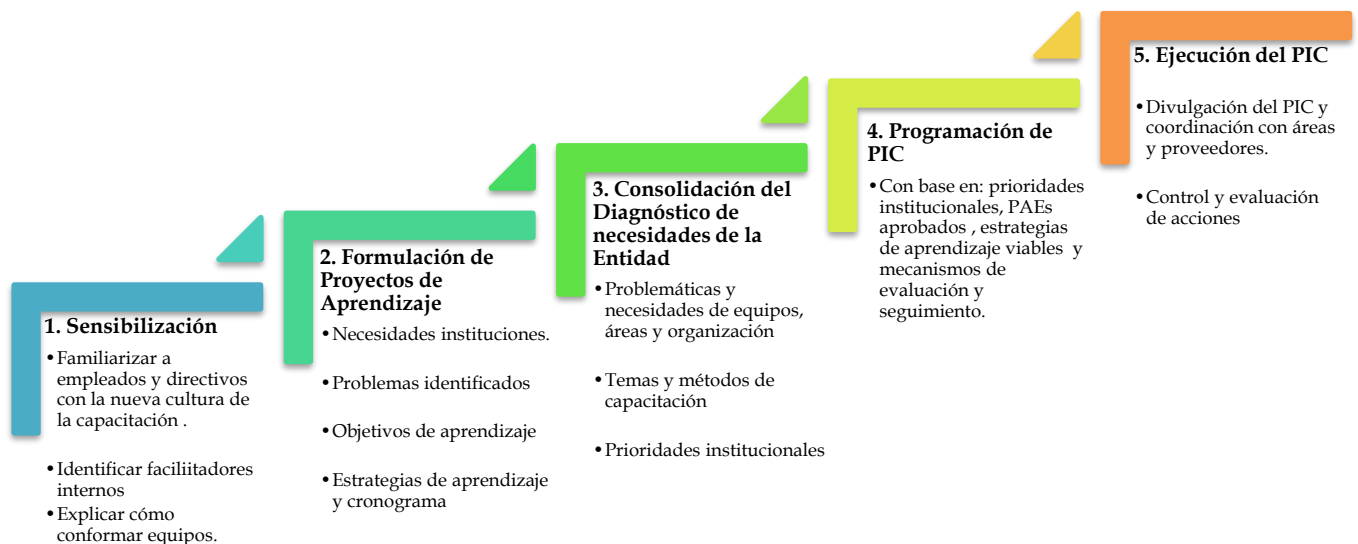 1. Sensibilización
•Familiarizar a
empleados y directivos
con la nueva cultura de
la capacitación .
•Identificar faciliitadores
internos
•Explicar cómo
conformar equipos.
2. Formulación de
Proyectos de
Aprendizaje
•Necesidades instituciones.
•Problemas identificados
•Objetivos de aprendizaje
•Estrategias de aprendizaje
y cronograma
3. Consolidación del
Diagnóstico de
necesidades de la
Entidad
•Problemáticas y
necesidades de equipos,
áreas y organización
•Temas y métodos de
capacitación
•Prioridades institucionales
4. Programación de
PIC
•Con base en: prioridades
institucionales, PAEs
aprobados , estrategias
de aprendizaje viables y
mecanismos de
evaluación y
seguimiento.
5. Ejecución del PIC
•Divulgación del PIC y
coordinación con áreas
y proveedores.
•Control y evaluación
de acciones